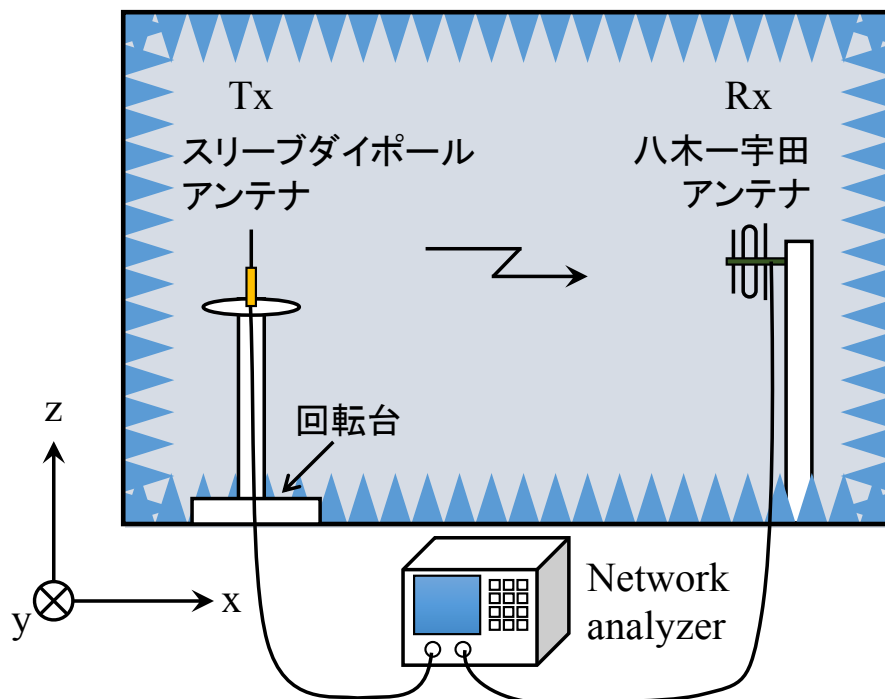 Tx
スリーブダイポール
アンテナ
Rx
八木一宇田
アンテナ
回転台
z
y
x
Network
analyzer